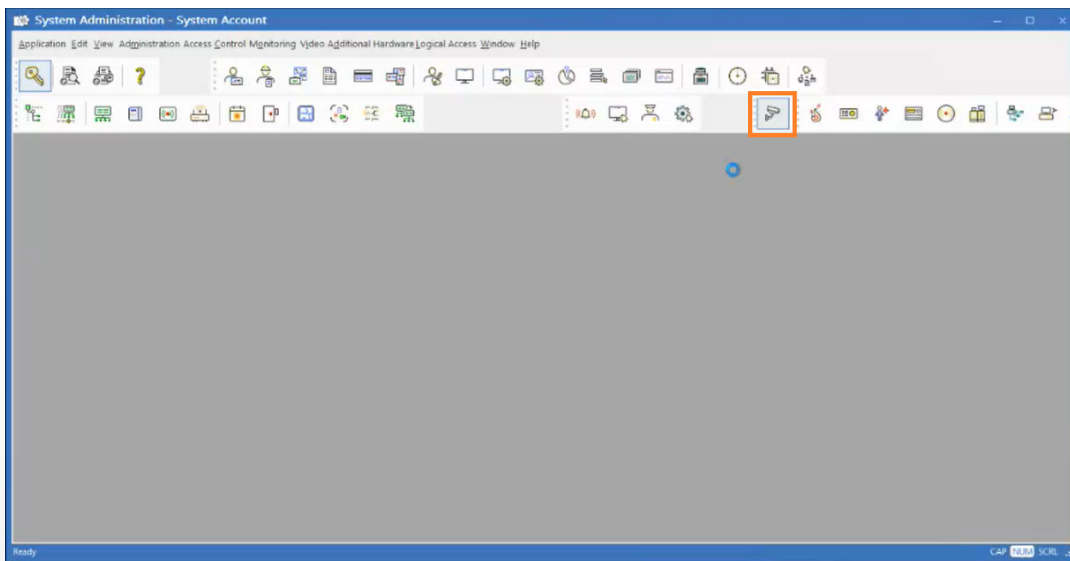 System Administration - System Account
Application Edit View Administration Access Control Monitoring Video Additional Hardware Logical Access Window Help
Ready CAP NUM SCRL